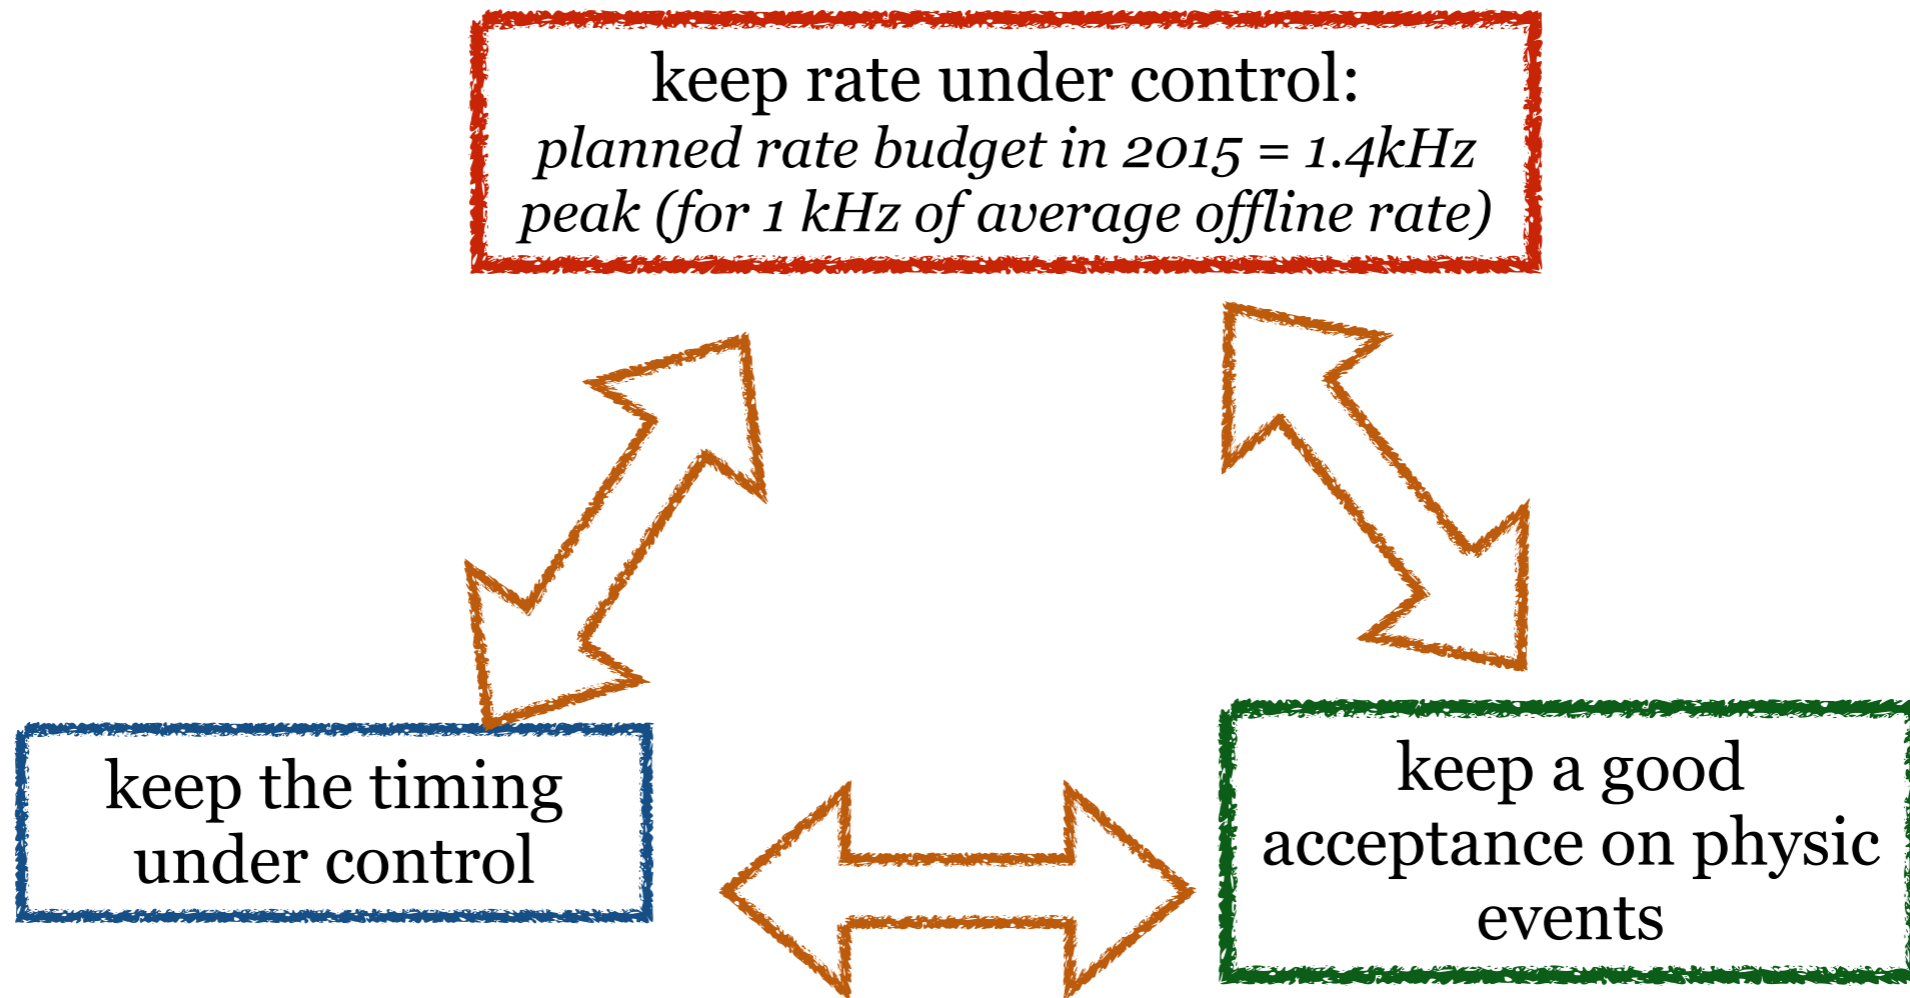 keep rate under control:
planned rate budget in 2015 = 1.4kHz
peak (for 1 kHz of average offline rate)
keep the timing
under control
keep a good
acceptance on physic
events